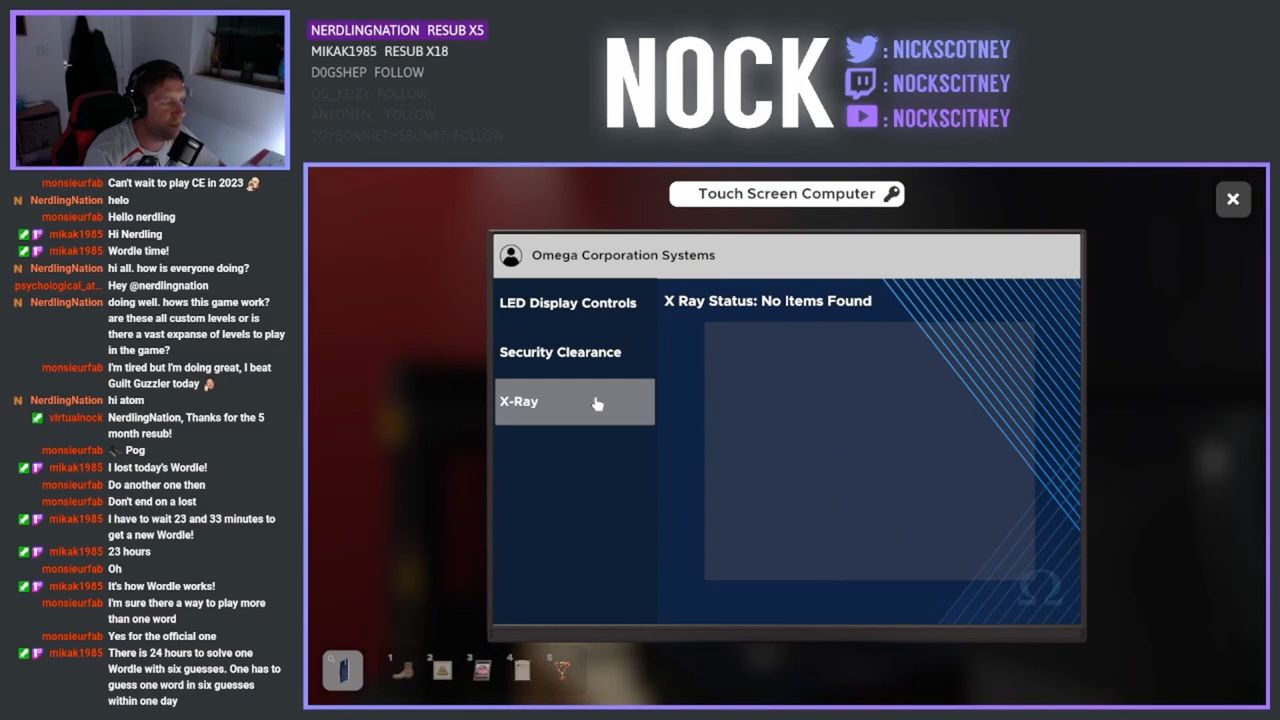 NERDLINGNATION RESUB X5
MIKAK1985 RESUB X18
D0GSHEP FOLLOW
OG_KEIZY FOLLOW
ANEONEN FOLLOW
FOLLOW
NOCK
: NICKSCOTNEY
: NOCKSCITNEY
: NOCKSCITNEY
monsieurfab Can't wait to play CE in 2023
N NerdlingNation helo
monsieurfab Hello nerdling
mikak1985 Hi Nerdling
mikak1985 Wordle time!
N NerdlingNation hi all. how is everyone doing?
psychological_at... Hey @nerdlingnation
N NerdlingNation doing well. hows this game work?
are these all custom levels or is
there a vast expanse of levels to play
in the game?
monsieurfab I'm tired but I'm doing great, I beat
Guilt Guzzler today
N NerdlingNation hi atom
virtualnock NerdlingNation, Thanks for the 5
month resub!
monsieurfab Pog
mikak1985 I lost today's Wordle!
monsieurfab Do another one then
monsieurfab Don't end on a lost
mikak1985 I have to wait 23 and 33 minutes to
get a new Wordle!
mikak1985 23 hours
monsieurfab Oh
mikak1985 It's how Wordle works!
monsieurfab I'm sure there a way to play more
than one word
monsieurfab Yes for the official one
mikak1985 There is 24 hours to solve one
Wordle with six guesses. One has to
guess one word in six guesses
within one day
Touch Screen Computer
Omega Corporation Systems
LED Display Controls
Security Clearance
X-Ray
X Ray Status: No Items Found
Ω
1 2 3 4 5